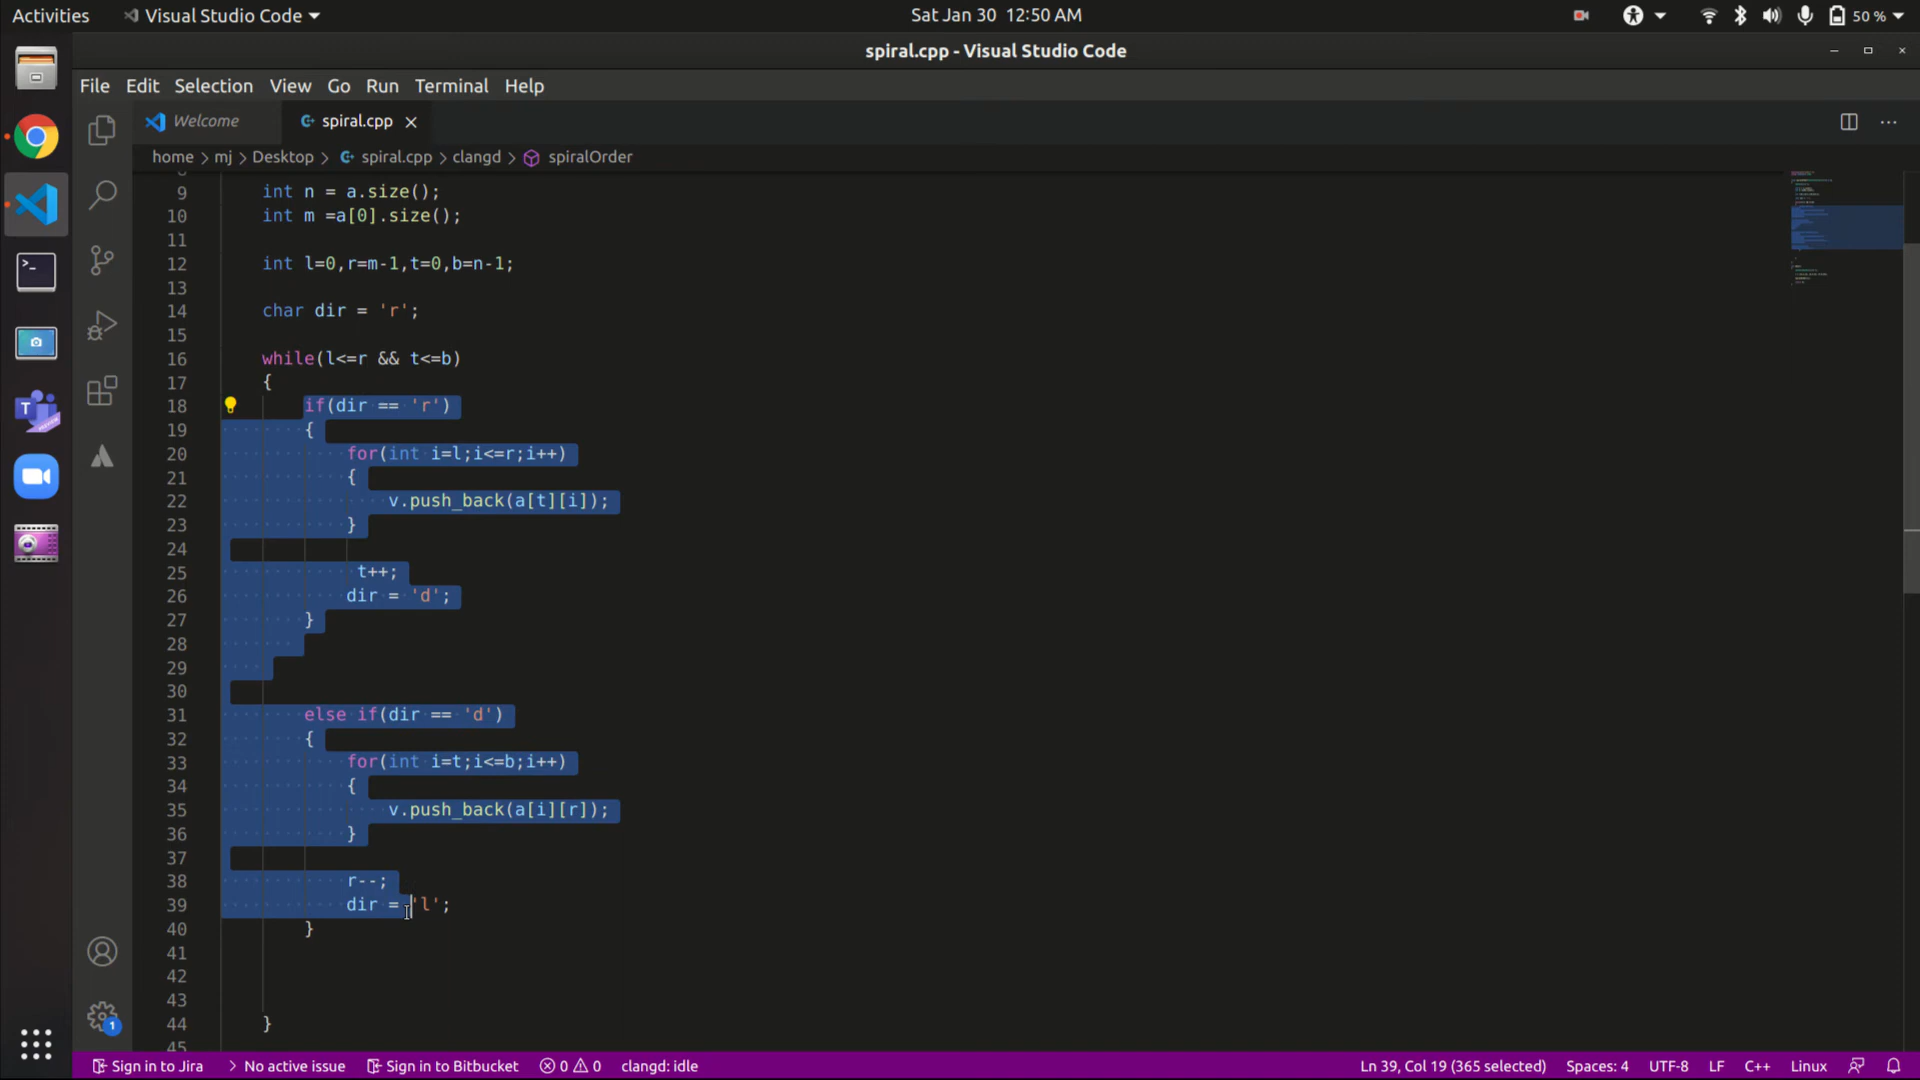 Activities Visual Studio Code Sat Jan 30 12:50 AM 50 %
spiral.cpp - Visual Studio Code
File Edit Selection View Go Run Terminal Help
Welcome spiral.cpp
home > mj > Desktop > spiral.cpp > clangd > spiralOrder
9 int n = a.size();
10 int m =a[0].size();
11
12 int l=0,r=m-1,t=0,b=n-1;
13
14 char dir = 'r';
15
16 while(l<=r && t<=b)
17 {
18 if(dir == 'r')
19 {
20 for(int i=l;i<=r;i++)
21 {
22 v.push_back(a[t][i]);
23 }
24
25 t++;
26 dir = 'd';
27 }
28
29
30
31 else if(dir == 'd')
32 {
33 for(int i=t;i<=b;i++)
34 {
35 v.push_back(a[i][r]);
36 }
37
38 r--;
39 dir = 'l';
40 }
41
42
43
44 }
45
1
Sign in to Jira No active issue Sign in to Bitbucket 0 0 clangd: idle Ln 39, Col 19 (365 selected) Spaces: 4 UTF-8 LF C++ Linux